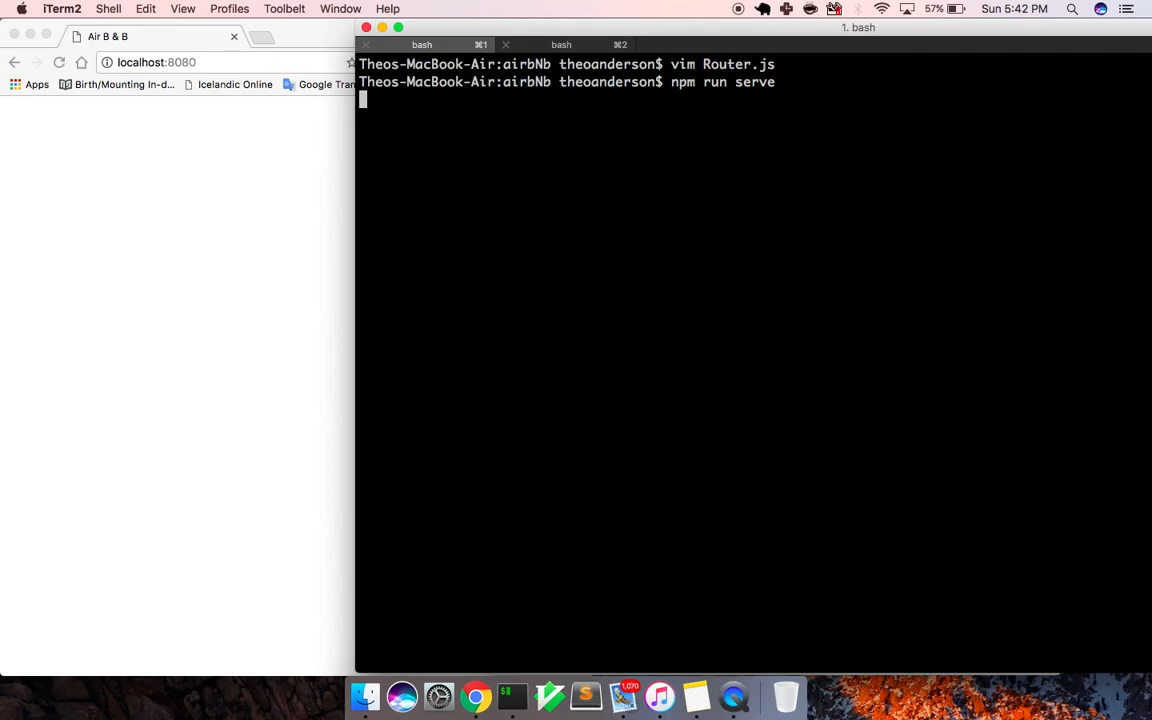 iTerm2 Shell Edit View Profiles Toolbelt Window Help 57% Sun 5:42 PM
Air B & B
1. bash
bash ⌘1 bash ⌘2
localhost:8080
Apps Birth/Mounting In-d... Icelandic Online Google Tran
Theos-MacBook-Air:airbNb theoanderson$ vim Router.js
Theos-MacBook-Air:airbNb theoanderson$ npm run serve
1,070
$
S